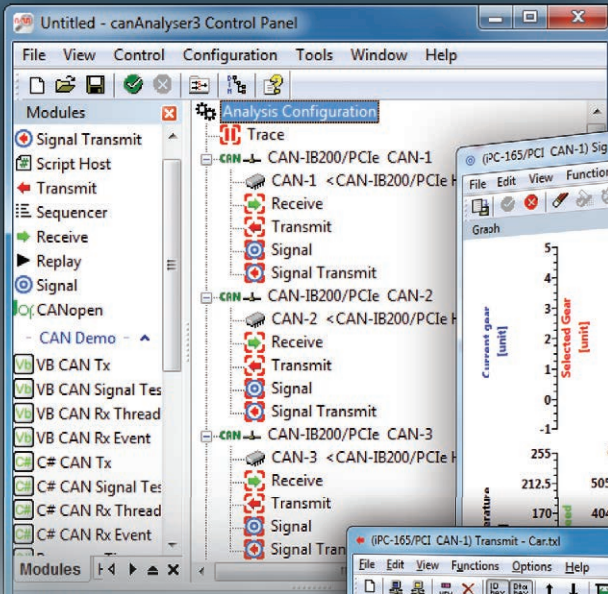 Untitled - canAnalyser3 Control Panel
File View Control Configuration Tools Window Help
Modules
Signal Transmit
Script Host
Transmit
Sequencer
Receive
Replay
Signal
CANopen
- CAN Demo -
VB CAN Tx
VB CAN Signal Tes
VB CAN Rx Thread
VB CAN Rx Event
C# CAN Tx
C# CAN Signal Tes
C# CAN Rx Thread
C# CAN Rx Event
Modules
Analysis Configuration
Trace
CAN CAN-IB200/PCIe CAN-1
CAN-1 <CAN-IB200/PCIe H
Receive
Transmit
Signal
Signal Transmit
CAN CAN-IB200/PCIe CAN-2
CAN-2 <CAN-IB200/PCIe H
Receive
Transmit
Signal
Signal Transmit
CAN CAN-IB200/PCIe CAN-3
CAN-3 <CAN-IB200/PCIe H
Receive
Transmit
Signal
Signal Tran
(iPC-165/PCI CAN-1) Sig
File Edit View Function
Graph
Current gear
[unit]
5
4
3
2
1
0
-1
Selected Gear
[unit]
255
212.5
170
505
404
(iPC-165/PCI CAN-1) Transmit - Car.txl
File Edit View Functions Options Help